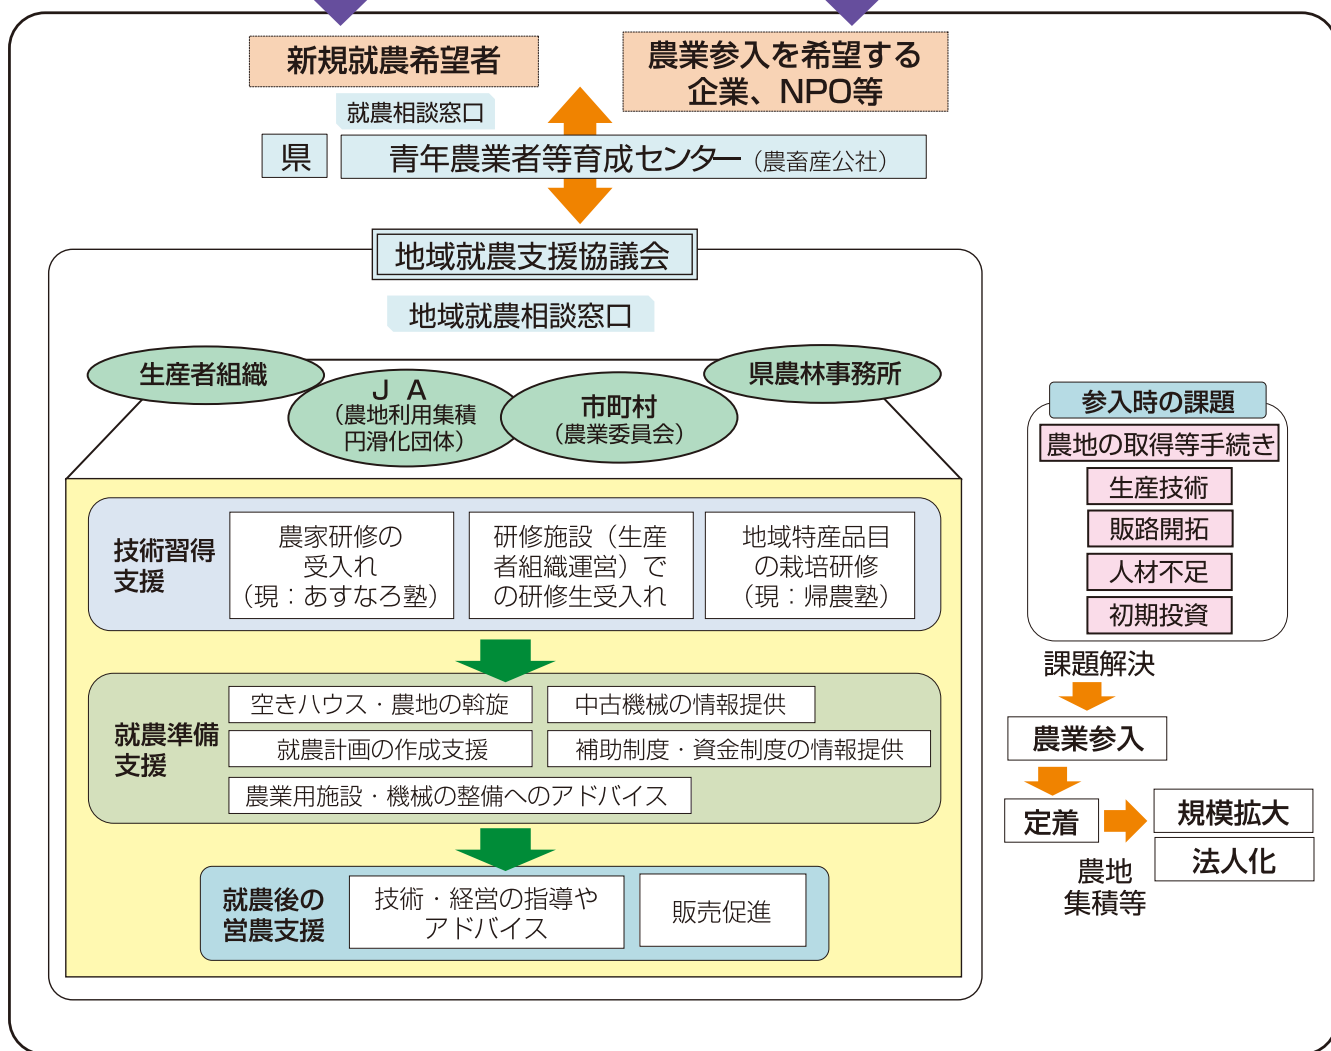 新規就農希望者
農業参入を希望する
企業、NPO等
就農相談窓口
県
青年農業者等育成センター（農畜産公社）
地域就農支援協議会
地域就農相談窓口
生産者組織
ＪＡ
（農地利用集積
円滑化団体）
市町村
（農業委員会）
県農林事務所
技術習得
支援
農家研修の
受入れ
（現：あすなろ塾）
研修施設（生産
者組織運営）で
の研修生受入れ
地域特産品目
の栽培研修
（現：帰農塾）
就農準備
支援
空きハウス・農地の斡旋
中古機械の情報提供
就農計画の作成支援
補助制度・資金制度の情報提供
農業用施設・機械の整備へのアドバイス
就農後の
営農支援
技術・経営の指導や
アドバイス
販売促進
参入時の課題
農地の取得等手続き
生産技術
販路開拓
人材不足
初期投資
課題解決
農業参入
定着
規模拡大
法人化
農地
集積等